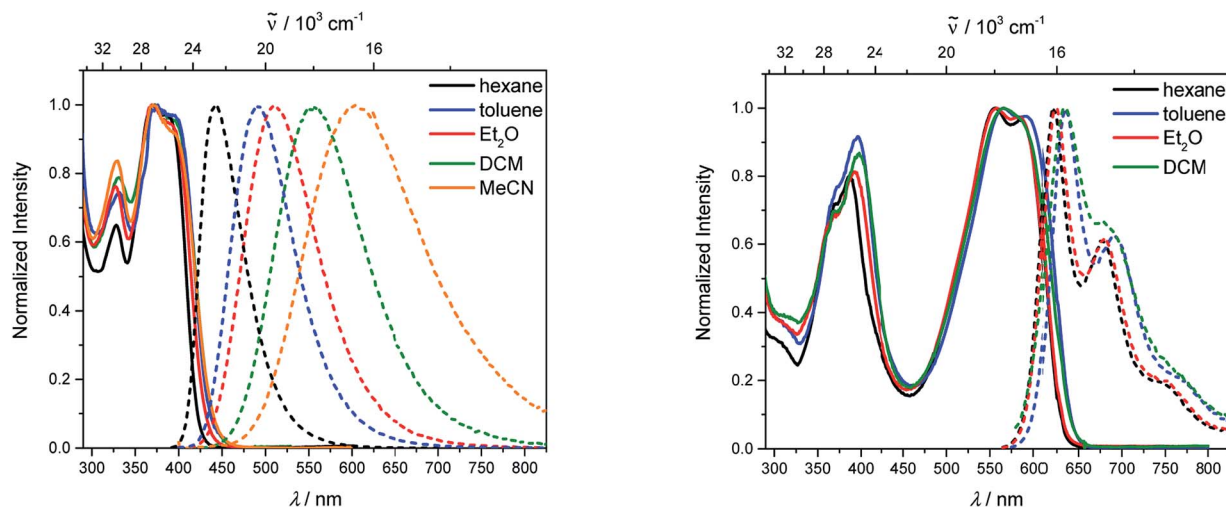 ν̃ / 10³ cm⁻¹
32 28 24 20 16
1.0
0.8
0.6
0.4
0.2
0.0
Normalized Intensity
hexane
toluene
Et₂O
DCM
MeCN
300 350 400 450 500 550 600 650 700 750 800
λ / nm
ν̃ / 10³ cm⁻¹
32 28 24 20 16
1.0
0.8
0.6
0.4
0.2
0.0
Normalized Intensity
hexane
toluene
Et₂O
DCM
300 350 400 450 500 550 600 650 700 750 800
λ / nm